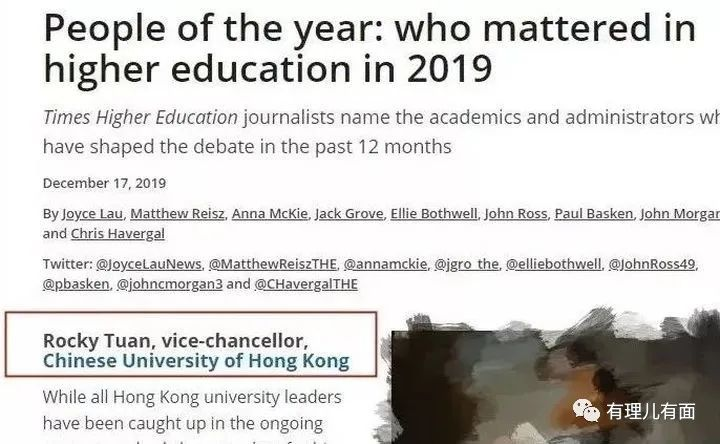 People of the year: who mattered in
higher education in 2019
Times Higher Education journalists name the academics and administrators
have shaped the debate in the past 12 months
December 17, 2019
By Joyce Lau, Matthew Reisz, Anna McKie, Jack Grove, Ellie Bothwell, John Ross, Paul Basken, John Morgan
and Chris Havergal
Twitter: @JoyceLauNews, @MatthewReiszTHE, @annamckie, @jgro_the, @elliebothwell, @JohnRoss49,
@pbasken, @johncmorgan3 and @CHavergalTHE
Rocky Tuan, vice-chancellor,
Chinese University of Hong Kong
While all Hong Kong university leaders
have been caught up in the ongoing
有理儿有面